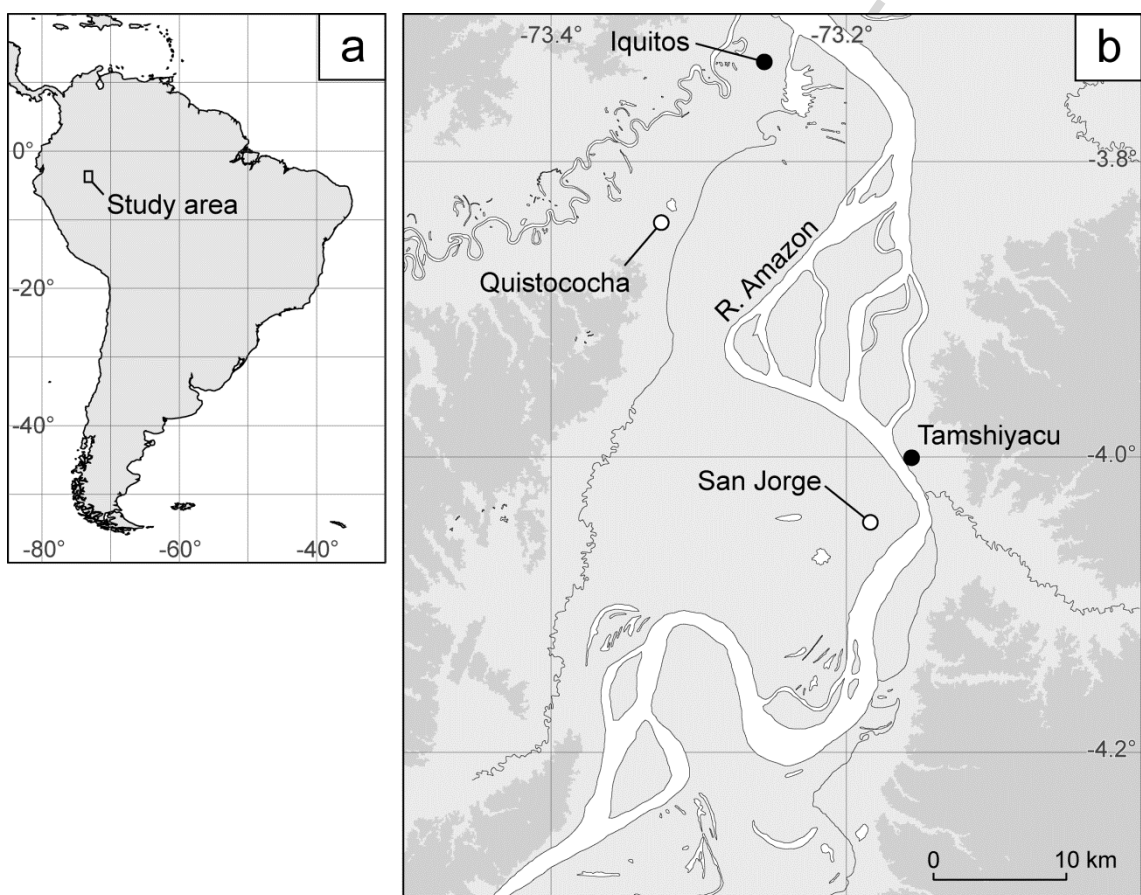 a
0°
Study area
-20°
-40°
-80°
-60°
-40°
b
-73.4°
-73.2°
Iquitos
-3.8°
Quistococha
R. Amazon
Tamshiyacu
-4.0°
San Jorge
-4.2°
0
10 km